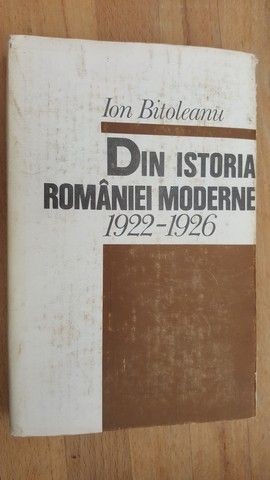 Ion Bitoleanu
DIN ISTORIA
ROMÂNIEI MODERNE
1922-1926